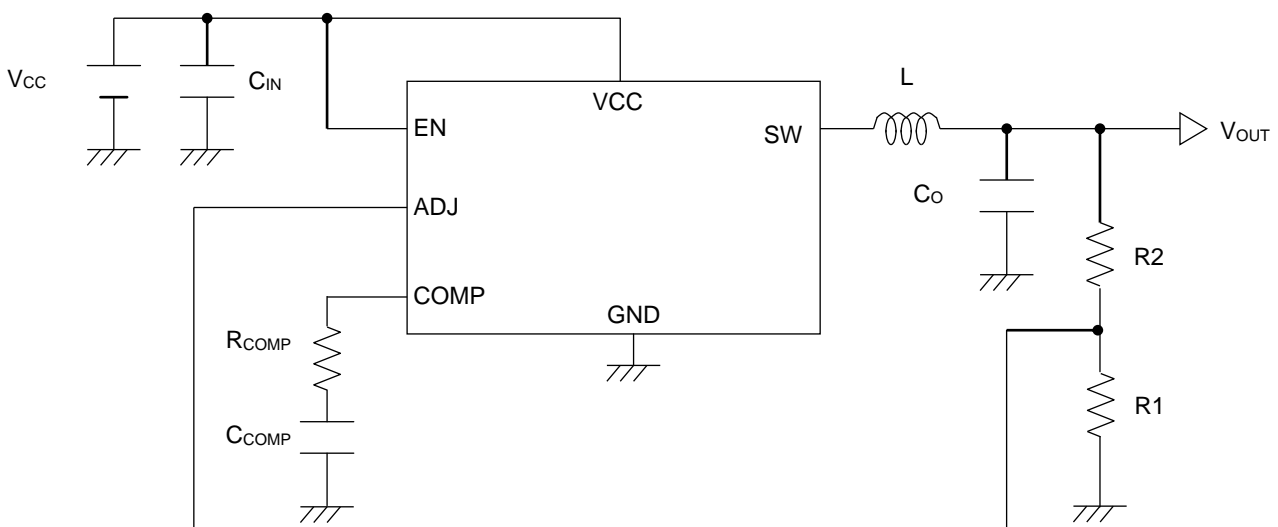 VCC
CIN
VCC
EN
SW
L
VOUT
CO
ADJ
R2
COMP
GND
RCOMP
R1
CCOMP